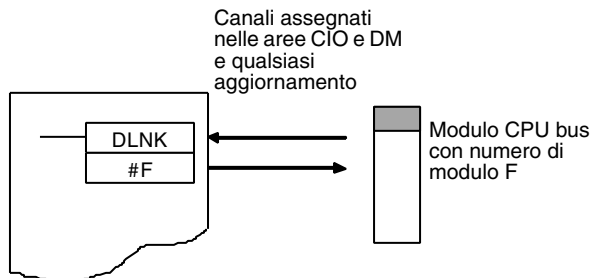 Canali assegnati
nelle aree CIO e DM
e qualsiasi
aggiornamento
DLNK
#F
Modulo CPU bus
con numero di
modulo F